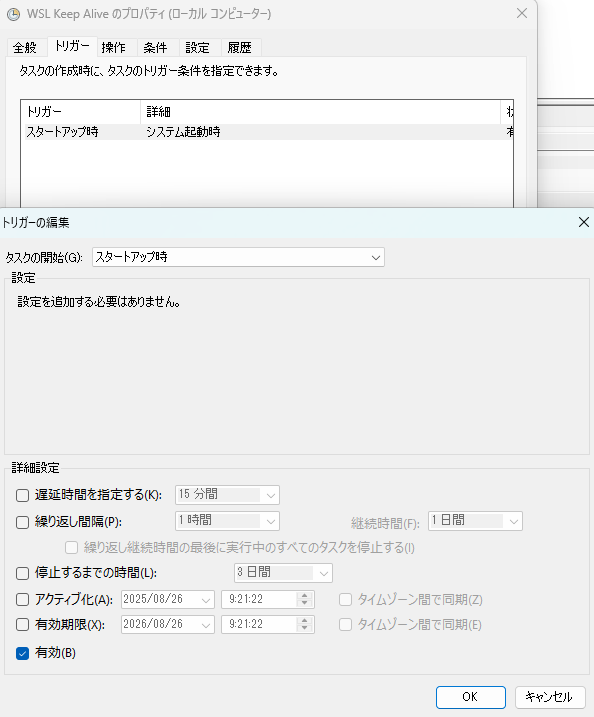 WSL Keep Alive のプロパティ (ローカル コンピューター)
全般 トリガー 操作 条件 設定 履歴
タスクの作成時に、タスクのトリガー条件を指定できます。
トリガー 詳細
スタートアップ時 システム起動時 有
トリガーの編集
タスクの開始(G): スタートアップ時
設定
設定を追加する必要はありません。
詳細設定
遅延時間を指定する(K): 15 分間
繰り返し間隔(P): 1 時間 継続時間(F): 1 日間
繰り返し継続時間の最後に実行中のすべてのタスクを停止する(I)
停止するまでの時間(L): 3 日間
アクティブ化(A): 2025/08/26 9:21:22 タイムゾーン間で同期(Z)
有効期限(X): 2026/08/26 9:21:22 タイムゾーン間で同期(E)
有効(B)
OK キャンセル